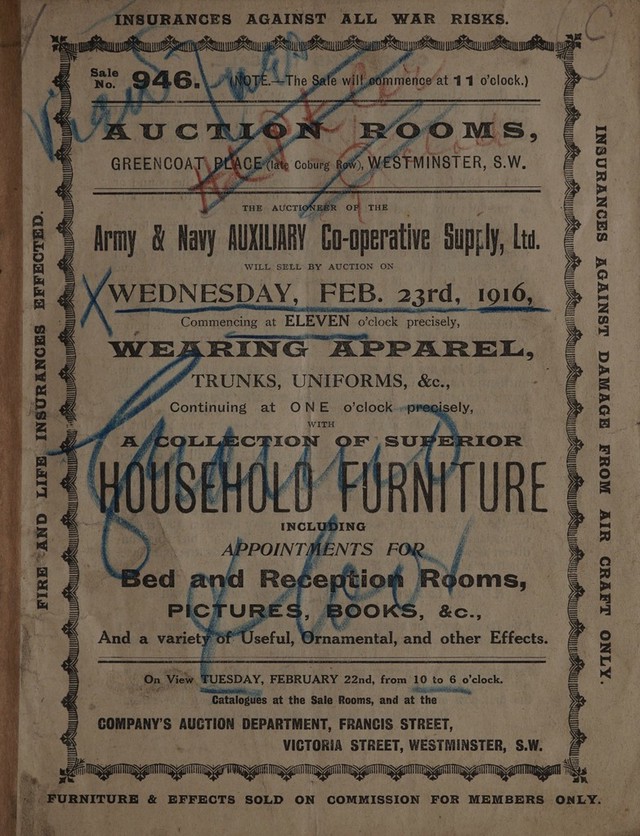 INSURANCES AGAINST ALL WAR RISKS.
Sale No. 946. (NOTE.—The Sale will commence at 11 o'clock.)
AUCTION ROOMS,
GREENCOAT PLACE (late Coburg Row), WESTMINSTER, S.W.
THE AUCTIONEER OF THE
Army & Navy AUXILIARY Co-operative Supply, Ltd.
WILL SELL BY AUCTION ON
X WEDNESDAY, FEB. 23rd, 1916,
Commencing at ELEVEN o'clock precisely,
WEARING APPAREL,
TRUNKS, UNIFORMS, &c.,
Continuing at ONE o'clock precisely,
WITH
A COLLECTION OF SUPERIOR
HOUSEHOLD FURNITURE
INCLUDING
APPOINTMENTS FOR
Bed and Reception Rooms,
PICTURES, BOOKS, &c.,
And a variety of Useful, Ornamental, and other Effects.
On View TUESDAY, FEBRUARY 22nd, from 10 to 6 o'clock.
Catalogues at the Sale Rooms, and at the
COMPANY'S AUCTION DEPARTMENT, FRANCIS STREET,
VICTORIA STREET, WESTMINSTER, S.W.
FURNITURE & EFFECTS SOLD ON COMMISSION FOR MEMBERS ONLY.
FIRE AND LIFE INSURANCES EFFECTED.
INSURANCES AGAINST DAMAGE FROM AIR CRAFT ONLY.
Ground
floor